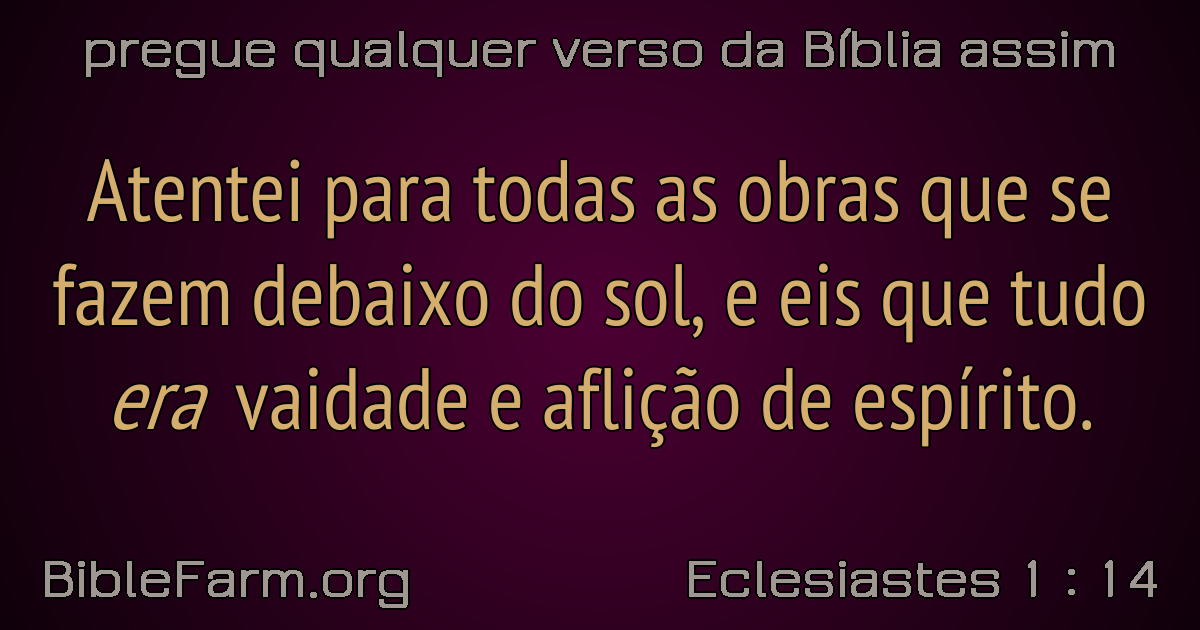 pregue qualquer verso da Bíblia assim
Atentei para todas as obras que se
fazem debaixo do sol, e eis que tudo
era vaidade e aflição de espírito.
BibleFarm.org
Eclesiastes 1 : 14